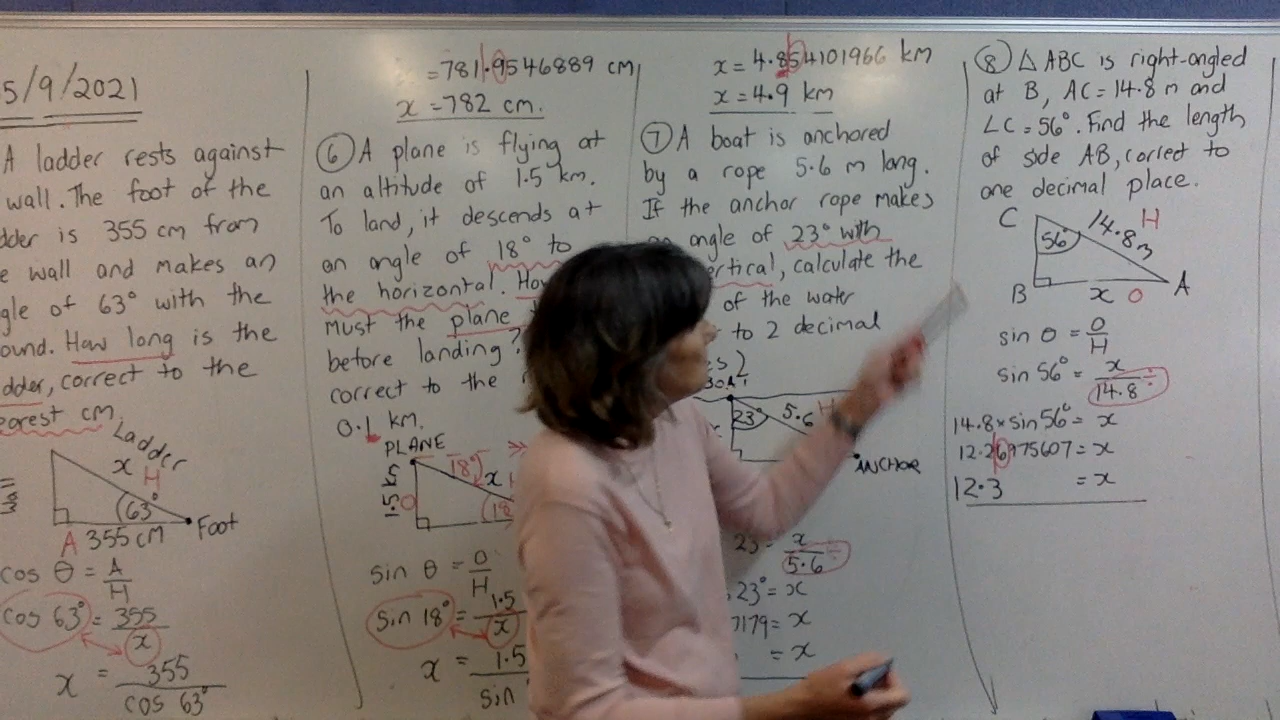 5/9/2021
A ladder rests against
wall. The foot of the
dder is 355 cm from
e wall and makes an
gle of 63° with the
ound. How long is the
dder, correct to the
earest cm.
Ladder
x H
Wall
63°
Foot
A 355 cm
cos θ = A/H
cos 63° = 355/x
x = 355/cos 63°
= 781.9546889 cm
x = 782 cm.
⑥ A plane is flying at
an altitude of 1.5 km.
To land, it descends at
an angle of 18° to
the horizontal. How
must the plane
before landing?
correct to the
0.1 km.
PLANE
18°
x
1.5
O
18
sin θ = O/H
sin 18° = 1.5/x
x = 1.5/sin
x = 4.854101966 km
x = 4.9 km
⑦ A boat is anchored
by a rope 5.6 m long.
If the anchor rope makes
an angle of 23° with
ertical, calculate the
of the water
to 2 decimal
es)
BOAT
23°
5.6 H
ANCHOR
23 = x/5.6 ÷
23° = x
7179 = x
= x
⑧ △ABC is right-angled
at B, AC = 14.8 m and
∠C = 56°. Find the length
of side AB, correct to
one decimal place.
C
14.8m H
56°
B
x O
A
sin θ = O/H
sin 56° = x/14.8 ÷
14.8 × sin 56° = x
12.26975607 = x
12.3 = x